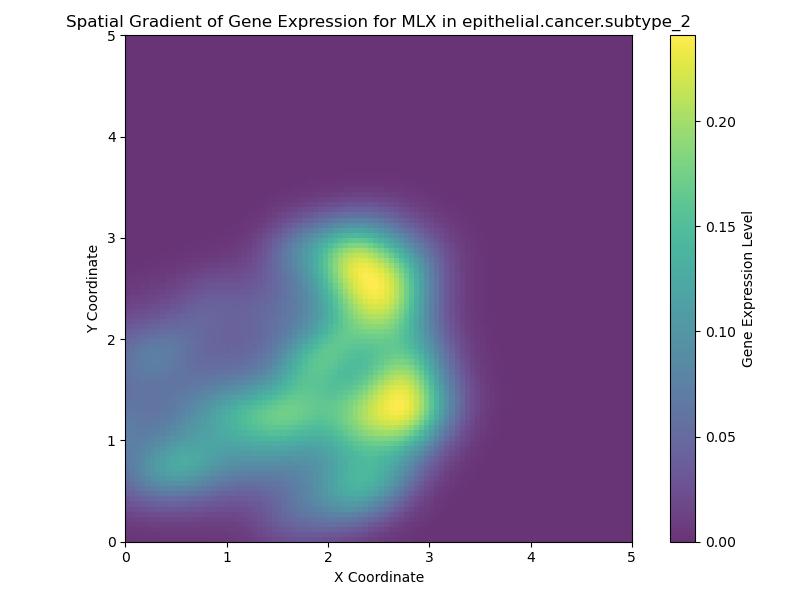 Spatial Gradient of Gene Expression for MLX in epithelial.cancer.subtype_2
5
4
3
2
1
0
Y Coordinate
0 1 2 3 4 5
X Coordinate
0.20
0.15
0.10
0.05
0.00
Gene Expression Level